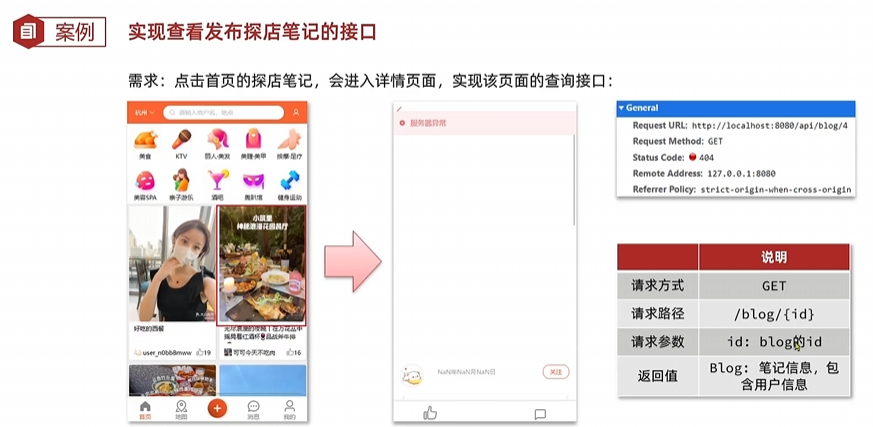 案例
实现查看发布探店笔记的接口
需求：点击首页的探店笔记，会进入详情页面，实现该页面的查询接口：
杭州
请输入商户名、地点
美食
KTV
丽人·美发
美睫·美甲
按摩·足疗
美容SPA
亲子游乐
酒吧
轰趴馆
健身运动
小筑里
神秘浪漫花园餐厅
好吃的西餐
无尽浪漫的夜晚丨在万花丛中
摇晃着红酒杯🍷品战斧牛排
user_n0bb8mww
19
可可今天不吃肉
16
首页
地图
消息
我的
服务器异常
NaN年NaN月NaN日
关注
General
Request URL: http://localhost:8080/api/blog/4
Request Method: GET
Status Code: 404
Remote Address: 127.0.0.1:8080
Referrer Policy: strict-origin-when-cross-origin
说明
请求方式 GET
请求路径 /blog/{id}
请求参数 id: blog的id
返回值 Blog: 笔记信息，包
含用户信息